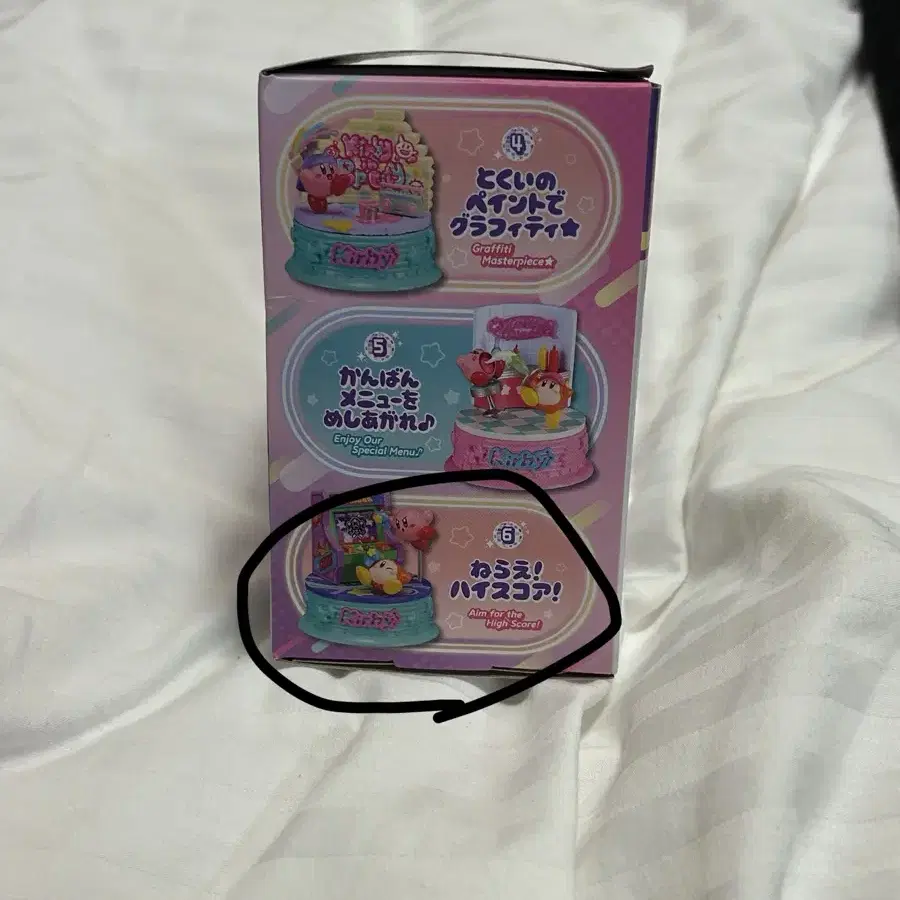 4
とくいの
ペイントで
グラフィティ★
Graffiti
Masterpiece★
Kirby
5
かんばん
メニューを
めしあがれ♪
Enjoy Our
Special Menu♪
Kirby
6
ねらえ!
ハイスコア!
Aim for the
High Score!
Kirby